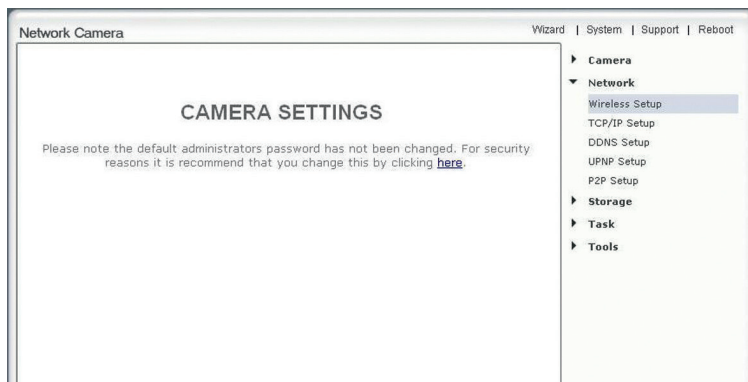 Network Camera
Wizard | System | Support | Reboot
CAMERA SETTINGS
Please note the default administrators password has not been changed. For security
reasons it is recommend that you change this by clicking here.
Camera
Network
Wireless Setup
TCP/IP Setup
DDNS Setup
UPNP Setup
P2P Setup
Storage
Task
Tools